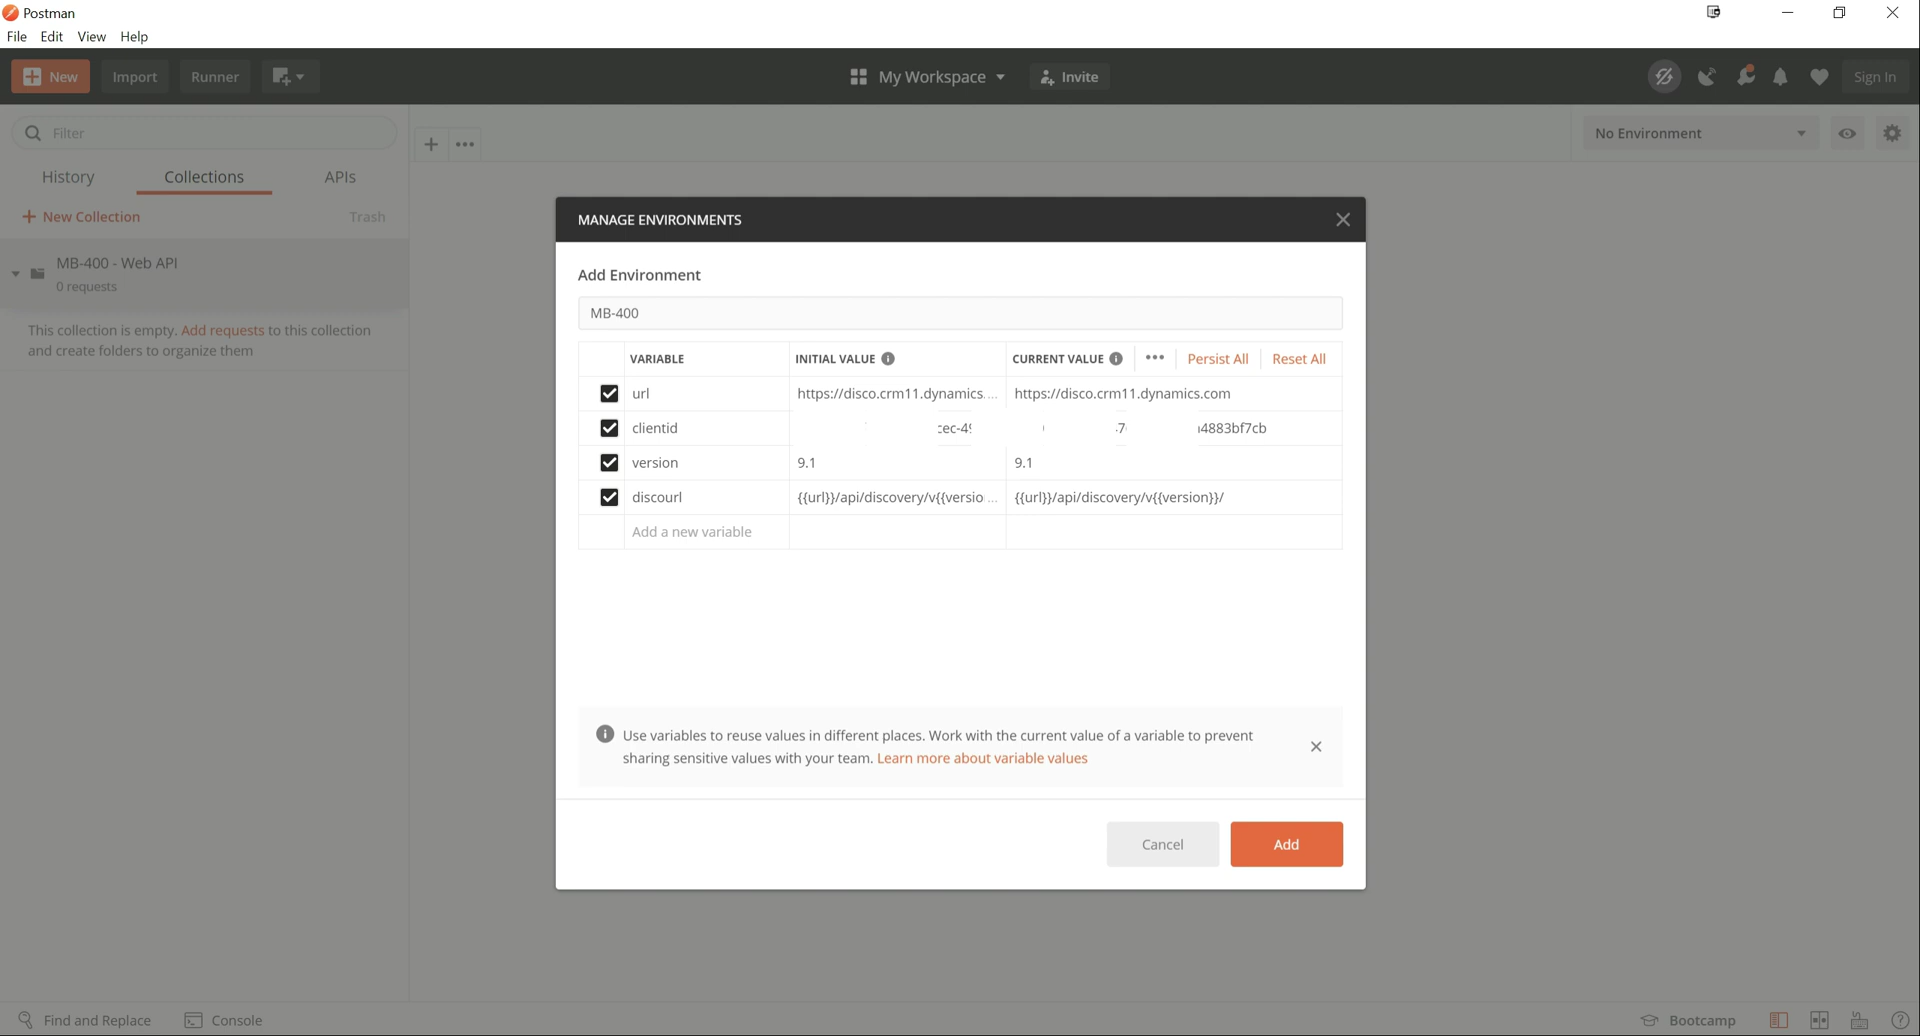 Postman
File Edit View Help
New Import Runner My Workspace Invite Sign In
Filter
No Environment
History Collections APIs
New Collection Trash
MB-400 - Web API
0 requests
This collection is empty. Add requests to this collection
and create folders to organize them
MANAGE ENVIRONMENTS
Add Environment
MB-400
VARIABLE INITIAL VALUE CURRENT VALUE ••• Persist All Reset All
url https://disco.crm11.dynamics.... https://disco.crm11.dynamics.com
clientid
version 9.1 9.1
discourl {{url}}/api/discovery/v{{versio ... {{url}}/api/discovery/v{{version}}/
Add a new variable
Use variables to reuse values in different places. Work with the current value of a variable to prevent
sharing sensitive values with your team. Learn more about variable values
Cancel Add
Find and Replace Console Bootcamp